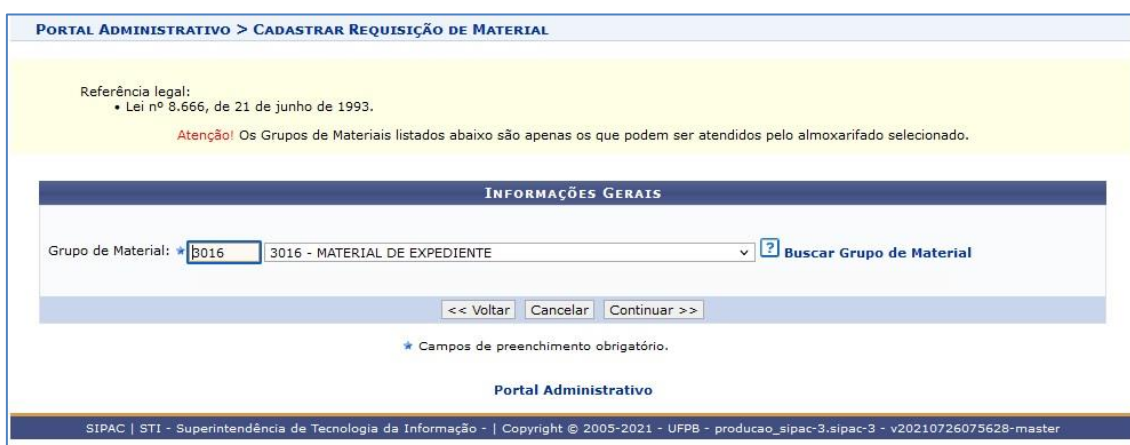 PORTAL ADMINISTRATIVO > CADASTRAR REQUISIÇÃO DE MATERIAL
Referência legal:
• Lei nº 8.666, de 21 de junho de 1993.
Atenção! Os Grupos de Materiais listados abaixo são apenas os que podem ser atendidos pelo almoxarifado selecionado.
INFORMAÇÕES GERAIS
Grupo de Material: 3016 3016 - MATERIAL DE EXPEDIENTE ? Buscar Grupo de Material
<< Voltar Cancelar Continuar >>
Campos de preenchimento obrigatório.
Portal Administrativo
SIPAC | STI - Superintendência de Tecnologia da Informação - | Copyright © 2005-2021 - UFPB - producao_sipac-3.sipac-3 - v20210726075628-master